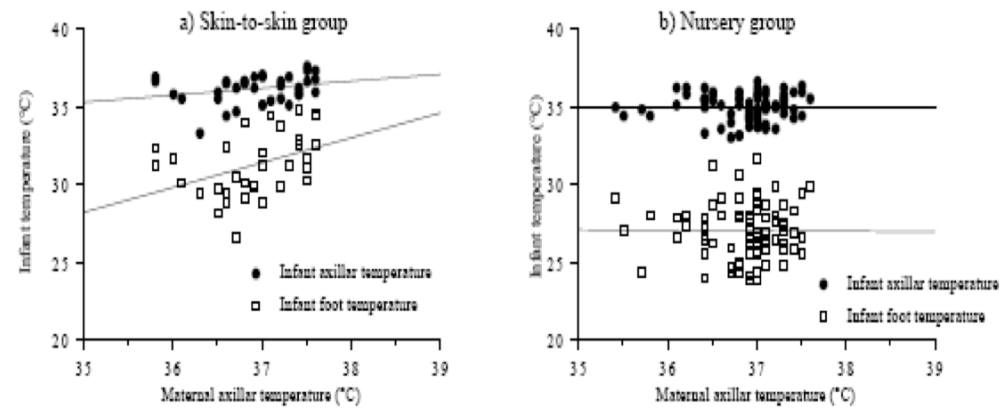 a) Skin-to-skin group
40
35
30
25
20
Infant temperature (°C)
Infant axillar temperature
Infant foot temperature
35 36 37 38 39
Maternal axillar temperature (°C)
b) Nursery group
40
35
30
25
20
Infant temperature (°C)
Infant axillar temperature
Infant foot temperature
35 36 37 38 39
Maternal axillar temperature (°C)